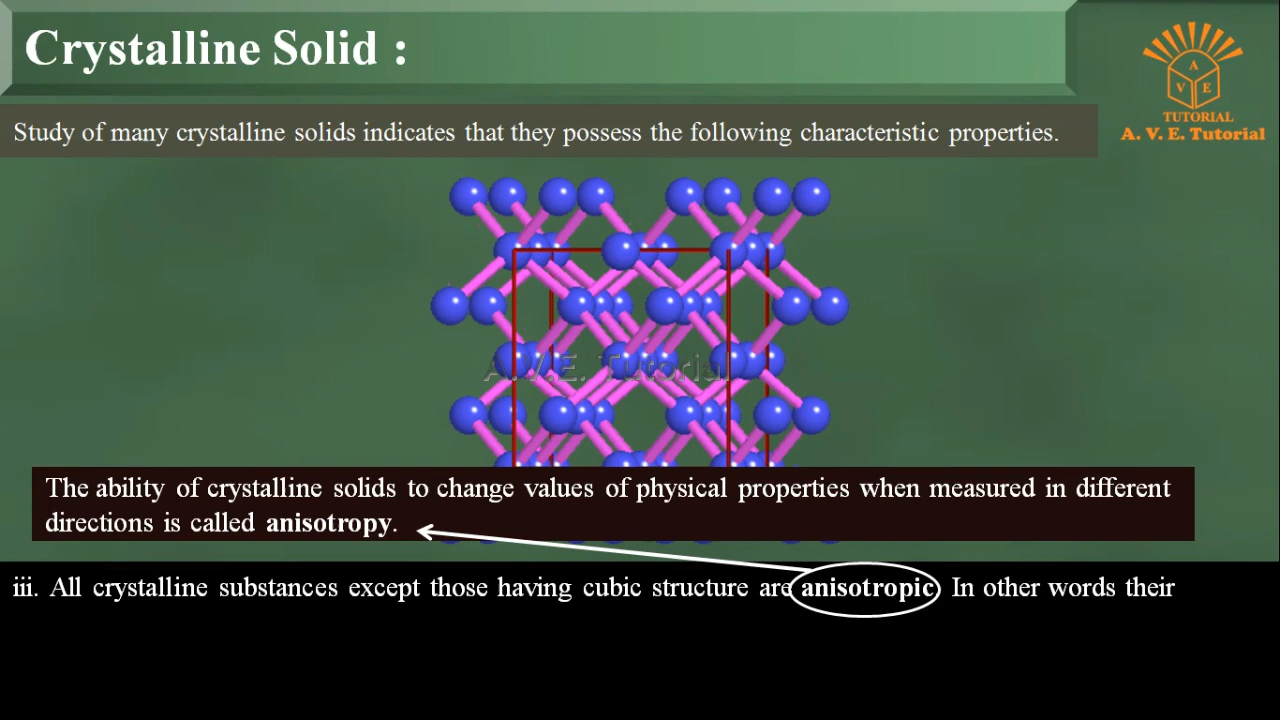 Crystalline Solid :
A
V E
TUTORIAL
A. V. E. Tutorial
Study of many crystalline solids indicates that they possess the following characteristic properties.
A.V.E. Tutorial
The ability of crystalline solids to change values of physical properties when measured in different
directions is called anisotropy.
iii. All crystalline substances except those having cubic structure are anisotropic. In other words their